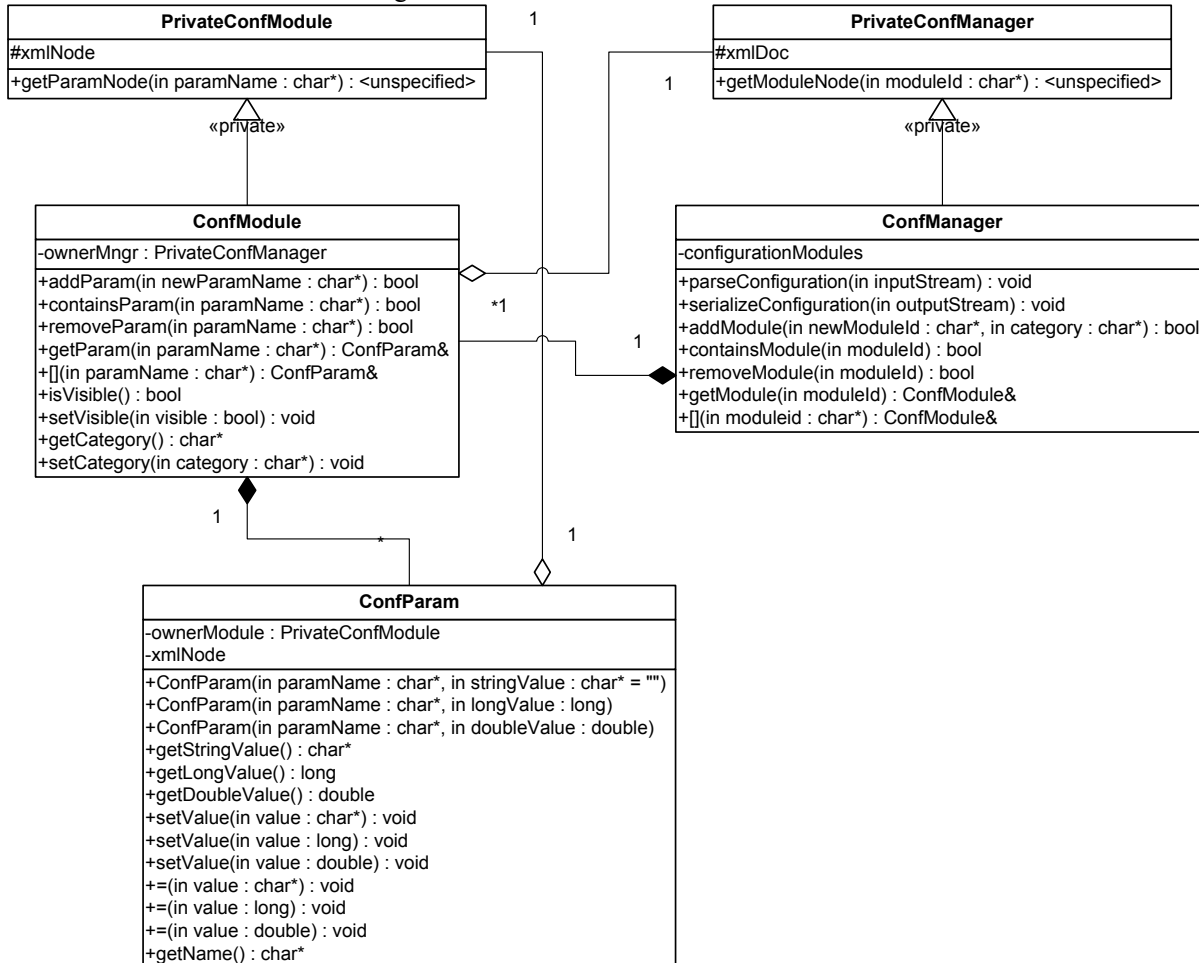 1
PrivateConfModule
#xmlNode
+getParamNode(in paramName : char*) : <unspecified>
«private»
PrivateConfManager
#xmlDoc
+getModuleNode(in moduleId : char*) : <unspecified>
1
«private»
ConfModule
-ownerMngr : PrivateConfManager
+addParam(in newParamName : char*) : bool
+containsParam(in paramName : char*) : bool
+removeParam(in paramName : char*) : bool
+getParam(in paramName : char*) : ConfParam&
+[](in paramName : char*) : ConfParam&
+isVisible() : bool
+setVisible(in visible : bool) : void
+getCategory() : char*
+setCategory(in category : char*) : void
*1
1
ConfManager
-configurationModules
+parseConfiguration(in inputStream) : void
+serializeConfiguration(in outputStream) : void
+addModule(in newModuleId : char*, in category : char*) : bool
+containsModule(in moduleId) : bool
+removeModule(in moduleId) : bool
+getModule(in moduleId) : ConfModule&
+[](in moduleid : char*) : ConfModule&
1
*
1
ConfParam
-ownerModule : PrivateConfModule
-xmlNode
+ConfParam(in paramName : char*, in stringValue : char* = "")
+ConfParam(in paramName : char*, in longValue : long)
+ConfParam(in paramName : char*, in doubleValue : double)
+getStringValue() : char*
+getLongValue() : long
+getDoubleValue() : double
+setValue(in value : char*) : void
+setValue(in value : long) : void
+setValue(in value : double) : void
+=(in value : char*) : void
+=(in value : long) : void
+=(in value : double) : void
+getName() : char*